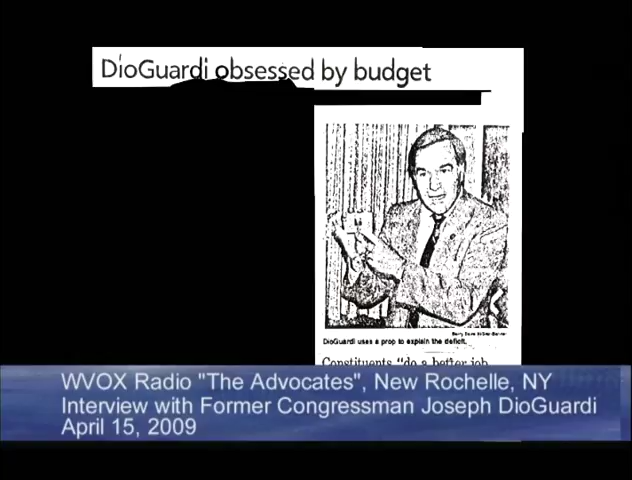 DioGuardi obsessed by budget
DioGuardi uses a prop to explain the deficit.
Constituents "do a better job
WVOX Radio "The Advocates", New Rochelle, NY
Interview with Former Congressman Joseph DioGuardi
April 15, 2009